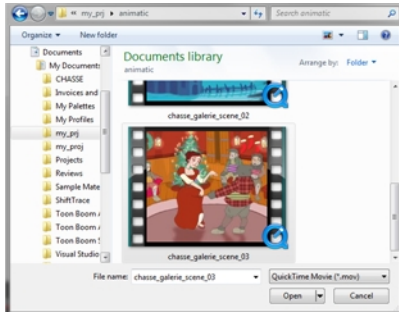 « my_prj ▸ animatic
Search animatic
Organize ▾ New folder
Documents
My Documents
CHASSE
Invoices and
My Palettes
My Profiles
my_prj
my_proj
Projects
Reviews
Sample Mate
ShiftTrace
Toon Boom
Toon Boom
Toon Boom
Visual Studio
Documents library
animatic
Arrange by: Folder ▾
chasse_galerie_scene_02
chasse_galerie_scene_03
File name: chasse_galerie_scene_03
QuickTime Movie (*.mov)
Open
Cancel